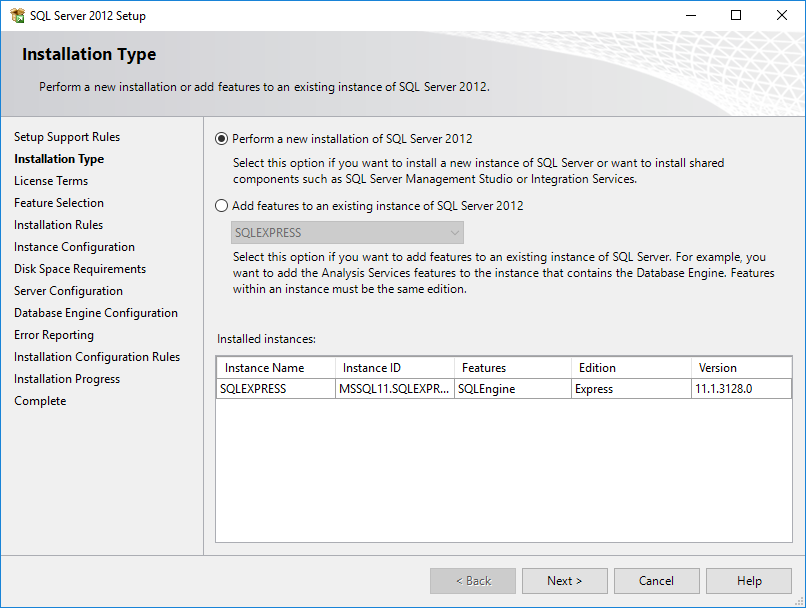 SQL Server 2012 Setup
Installation Type
Perform a new installation or add features to an existing instance of SQL Server 2012.
Setup Support Rules
Installation Type
License Terms
Feature Selection
Installation Rules
Instance Configuration
Disk Space Requirements
Server Configuration
Database Engine Configuration
Error Reporting
Installation Configuration Rules
Installation Progress
Complete
Perform a new installation of SQL Server 2012
Select this option if you want to install a new instance of SQL Server or want to install shared
components such as SQL Server Management Studio or Integration Services.
Add features to an existing instance of SQL Server 2012
SQLEXPRESS
Select this option if you want to add features to an existing instance of SQL Server. For example, you
want to add the Analysis Services features to the instance that contains the Database Engine. Features
within an instance must be the same edition.
Installed instances:
Instance Name Instance ID Features Edition Version
SQLEXPRESS MSSQL11.SQLEXPR... SQLEngine Express 11.1.3128.0
< Back Next > Cancel Help